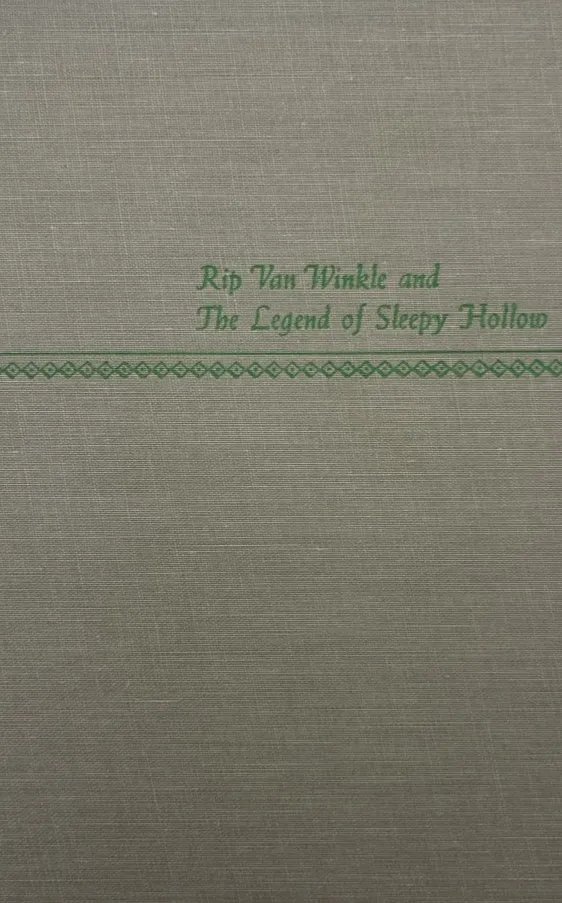 Rip Van Winkle and
The Legend of Sleepy Hollow